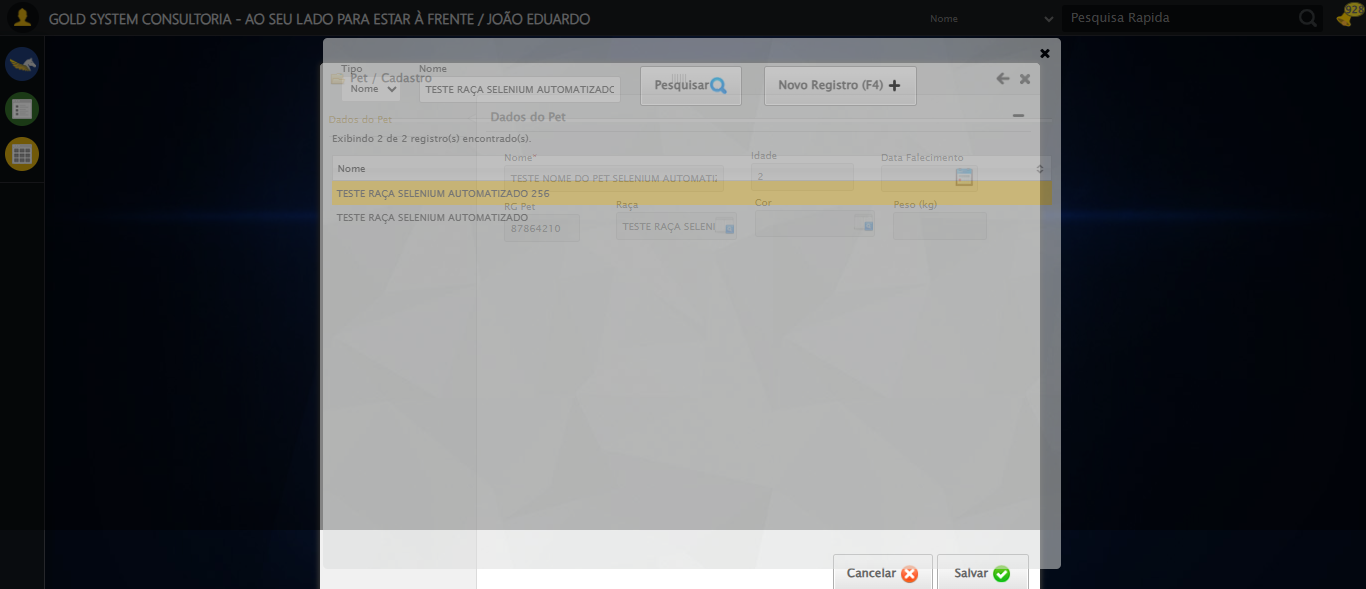 GOLD SYSTEM CONSULTORIA - AO SEU LADO PARA ESTAR À FRENTE / JOÃO EDUARDO
Nome
Pesquisa Rapida
928
Tipo
Nome
Pet / Cadastro
Nome
TESTE RAÇA SELENIUM AUTOMATIZADO
Pesquisar
Novo Registro (F4)
Dados do Pet
Dados do Pet
Exibindo 2 de 2 registro(s) encontrado(s).
Nome
Nome*
TESTE NOME DO PET SELENIUM AUTOMATI
Idade
2
Data Falecimento
TESTE RAÇA SELENIUM AUTOMATIZADO 256
TESTE RAÇA SELENIUM AUTOMATIZADO
RG Pet
87864210
Raça
TESTE RAÇA SELENI
Cor
Peso (kg)
Cancelar
Salvar